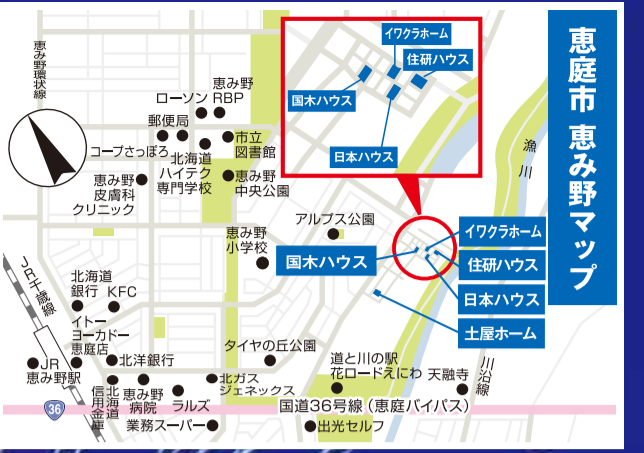 恵庭市 恵み野マップ
イワクラホーム
住研ハウス
国木ハウス
日本ハウス
恵み野環状線
ローソン
恵み野
RBP
郵便局
コープさっぽろ
北海道
ハイテク
専門学校
市立
図書館
恵み野
中央公園
恵み野
皮膚科
クリニック
恵み野
小学校
アルプス公園
漁川
国木ハウス
イワクラホーム
住研ハウス
日本ハウス
土屋ホーム
JR千歳線
北海道
銀行
KFC
イトー
ヨーカドー
恵庭店
JR
恵み野駅
北洋銀行
北海道
信用金庫
恵み野
病院
ラルズ
北ガス
ジェネックス
タイヤの丘公園
道と川の駅
花ロードえにわ
天融寺
川沿線
36
国道36号線（恵庭バイパス）
業務スーパー
出光セルフ